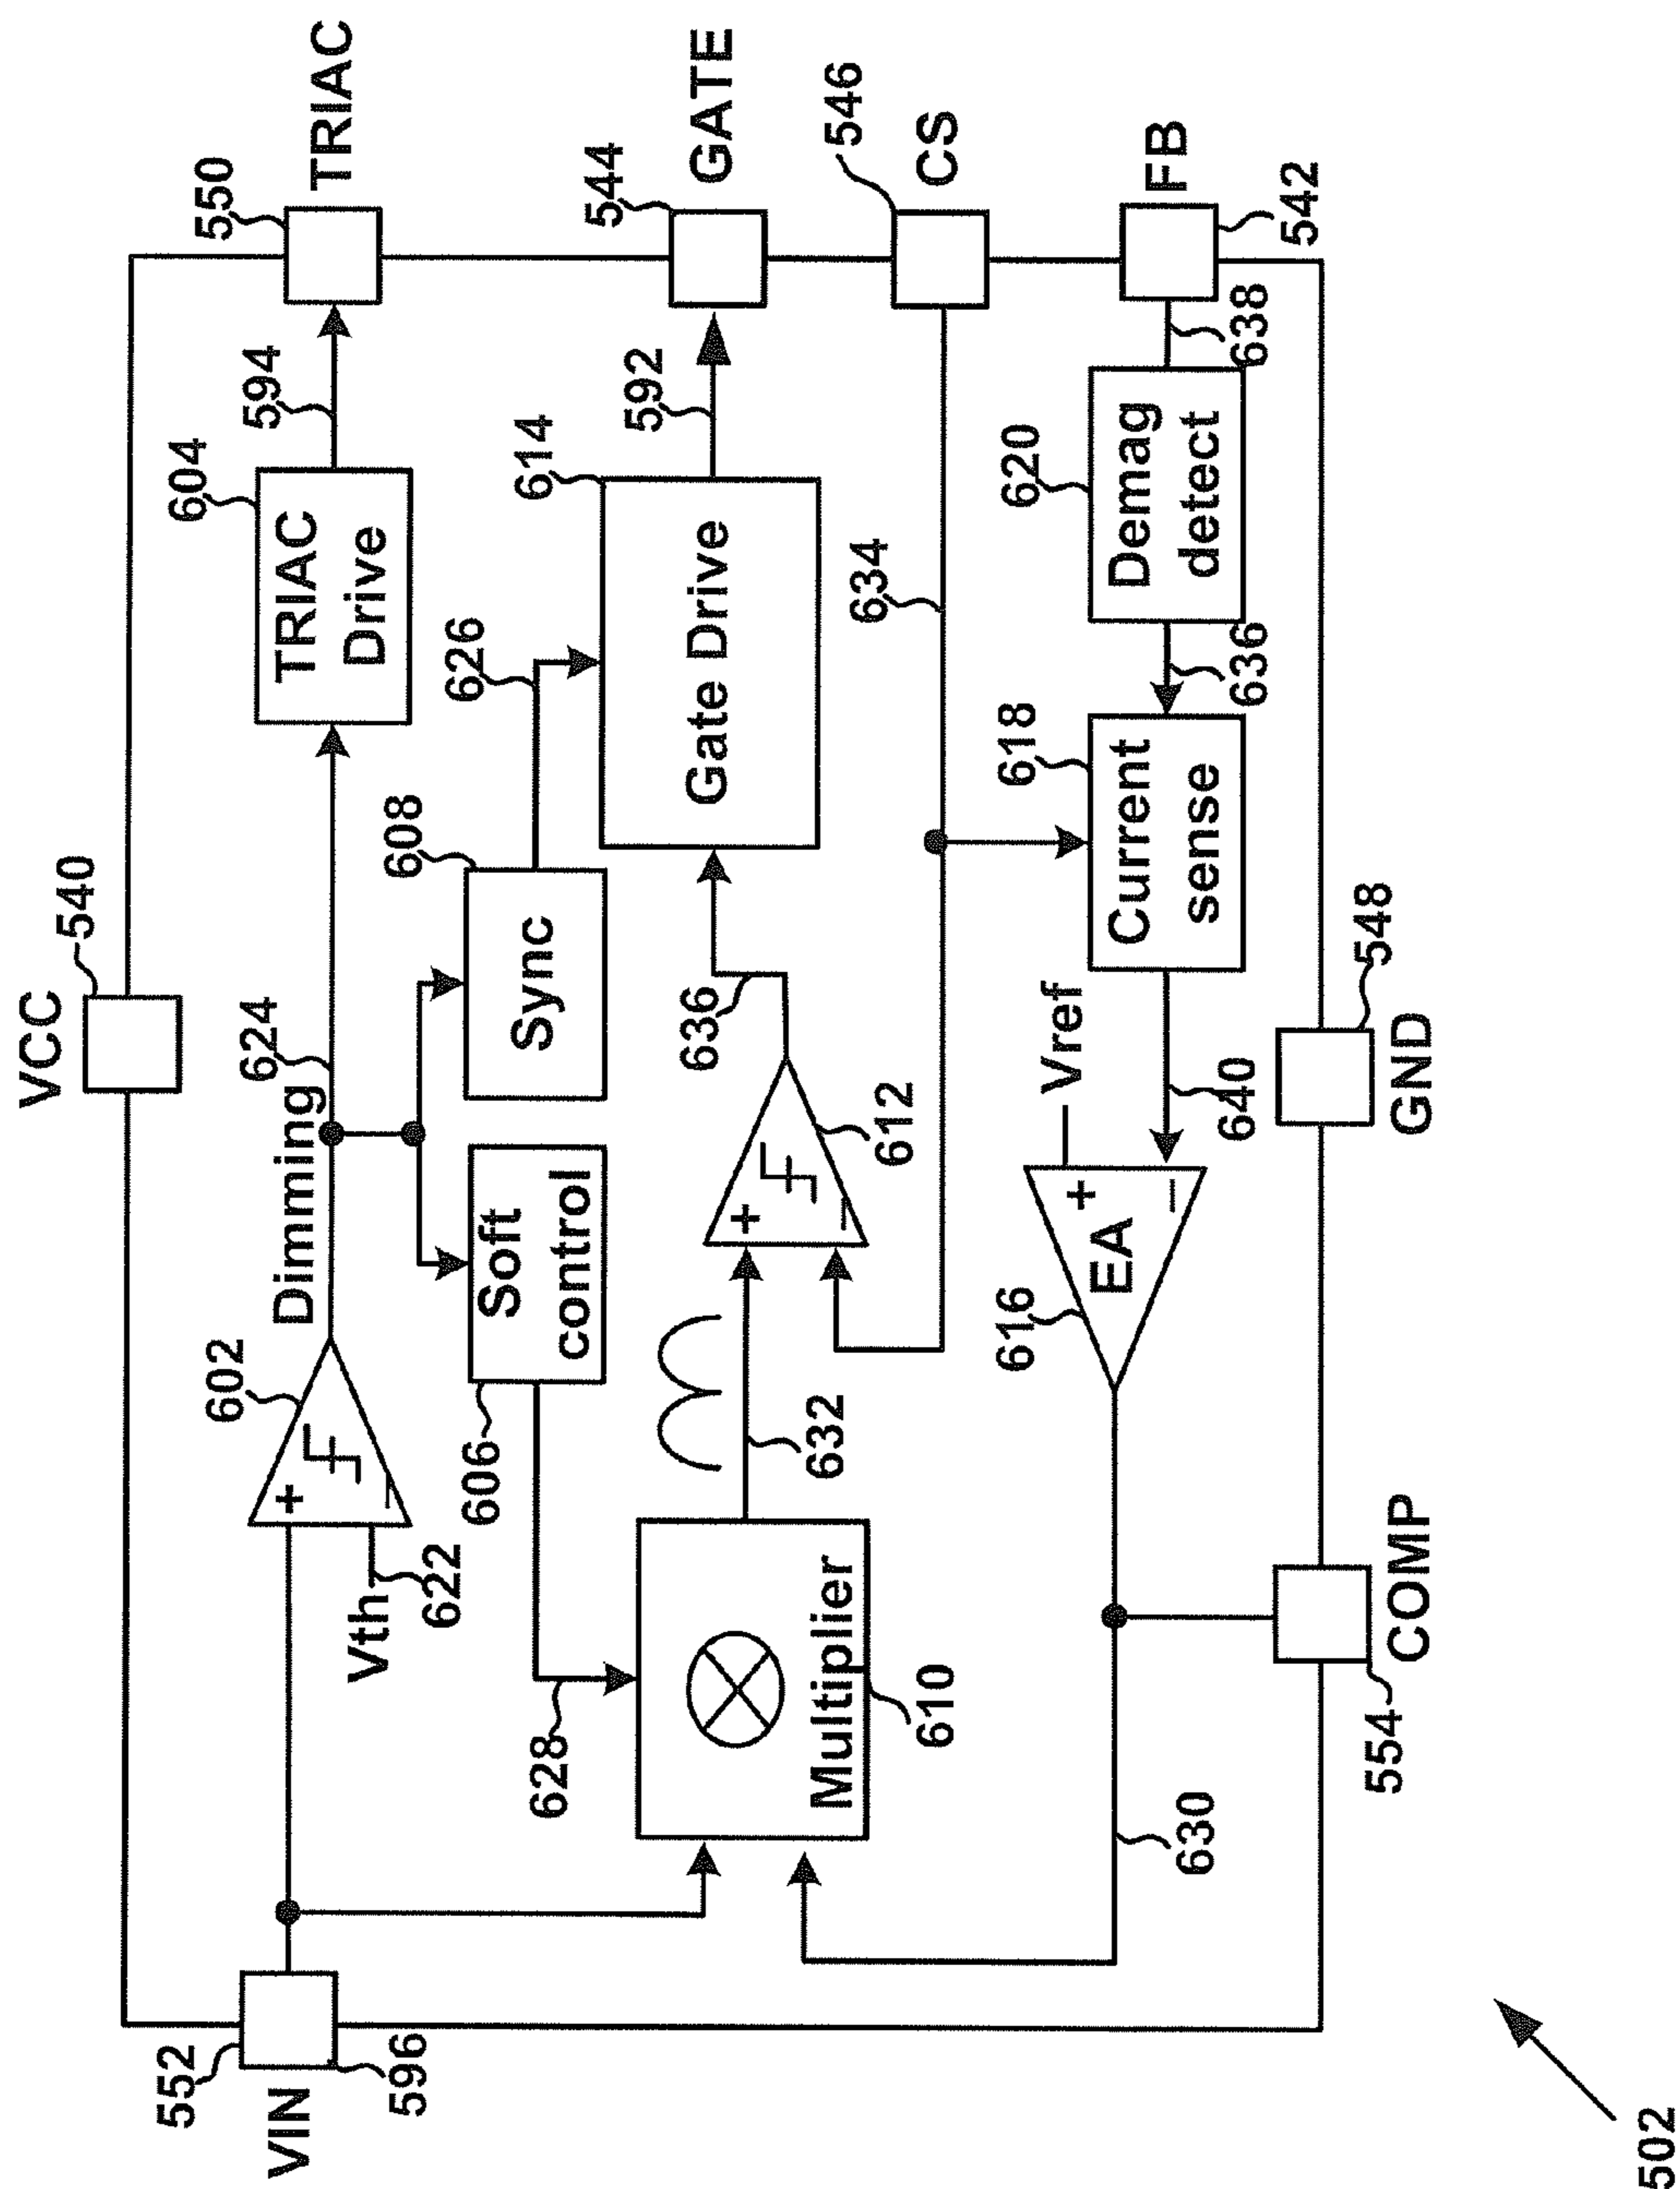 VCC
540
552
VIN
596
602
+
−
Vth
622
Dimming
624
604
TRIAC
Drive
594
550
TRIAC
606
Soft
control
608
Sync
626
628
Multiplier
610
632
+
−
612
636
614
Gate Drive
592
544
GATE
634
546
CS
616
EA
+
−
Vref
640
618
Current
sense
636
620
Demag
detect
638
FB
542
630
554
COMP
548
GND
502